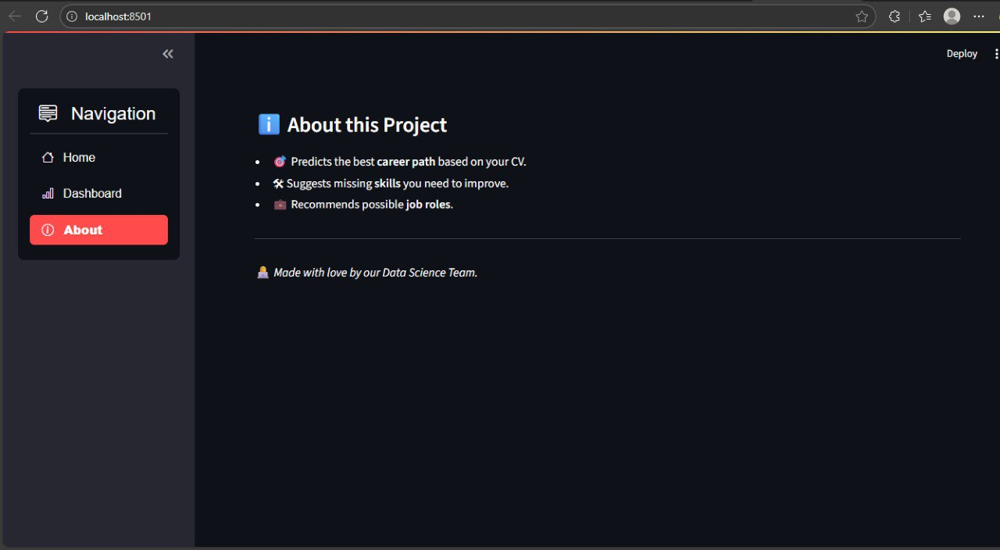 localhost:8501
Deploy
Navigation
Home
Dashboard
About
About this Project
Predicts the best career path based on your CV.
Suggests missing skills you need to improve.
Recommends possible job roles.
Made with love by our Data Science Team.